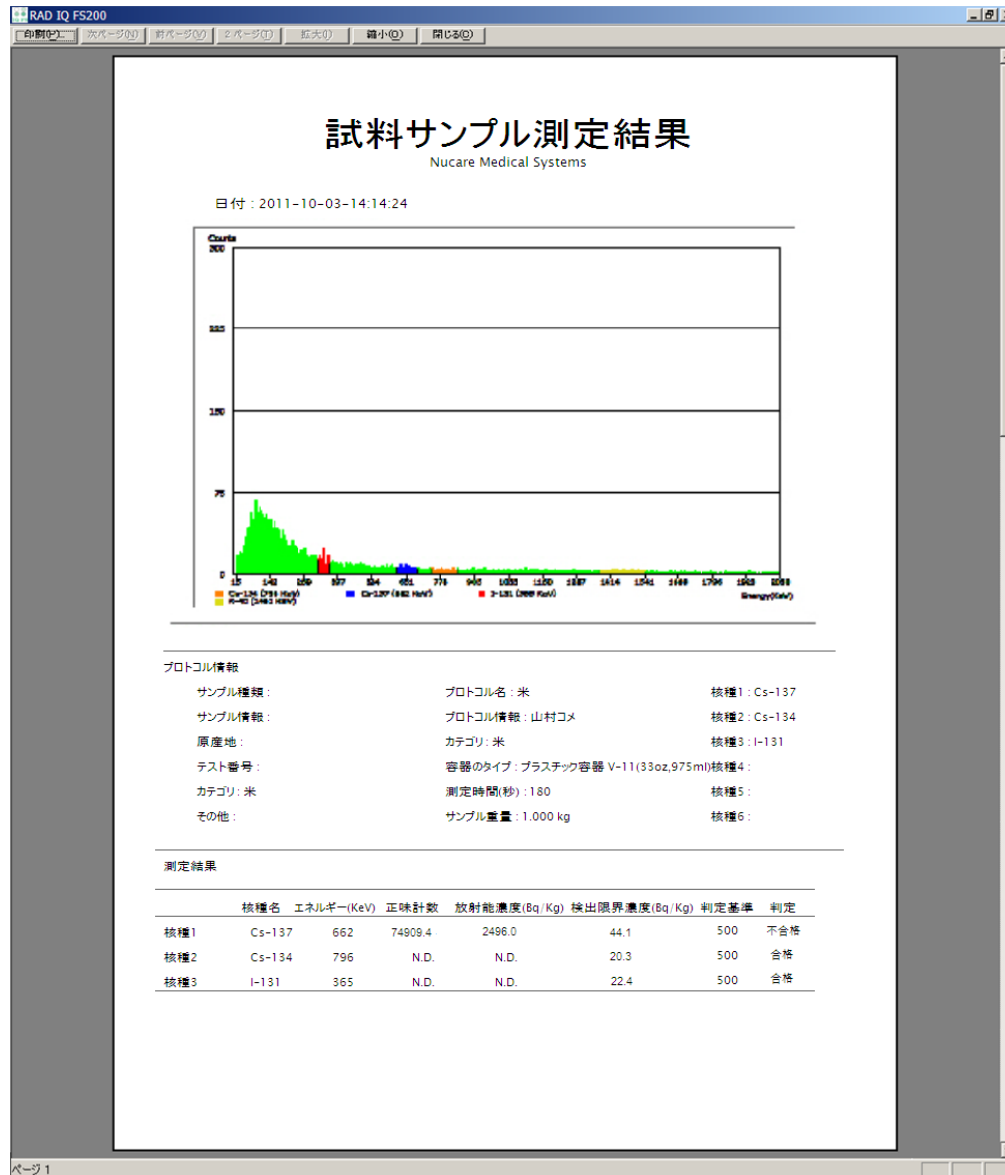 RAD IQ FS200
印刷(P)... 次ページ(N) 前ページ(V) 2 ページ(T) 拡大(I) 縮小(O) 閉じる(C)
試料サンプル測定結果
Nucare Medical Systems
日付 : 2011-10-03-14:14:24
Counts
300
225
150
75
0
Cs-134 (796 KeV) Cs-137 (662 KeV) I-131 (365 KeV) Energy(KeV)
プロトコル情報
サンプル種類 : プロトコル名 : 米 核種1 : Cs-137
サンプル情報 : プロトコル情報 : 山村コメ 核種2 : Cs-134
原産地 : カテゴリ : 米 核種3 : I-131
テスト番号 : 容器のタイプ : プラスチック容器 V-11(33oz,975ml)核種4 :
カテゴリ : 米 測定時間(秒) : 180 核種5 :
その他 : サンプル重量 : 1.000 kg 核種6 :
測定結果
核種名 エネルギー(KeV) 正味計数 放射能濃度(Bq/Kg) 検出限界濃度(Bq/Kg) 判定基準 判定
核種1 Cs-137 662 74909.4 2496.0 44.1 500 不合格
核種2 Cs-134 796 N.D. N.D. 20.3 500 合格
核種3 I-131 365 N.D. N.D. 22.4 500 合格
ページ 1